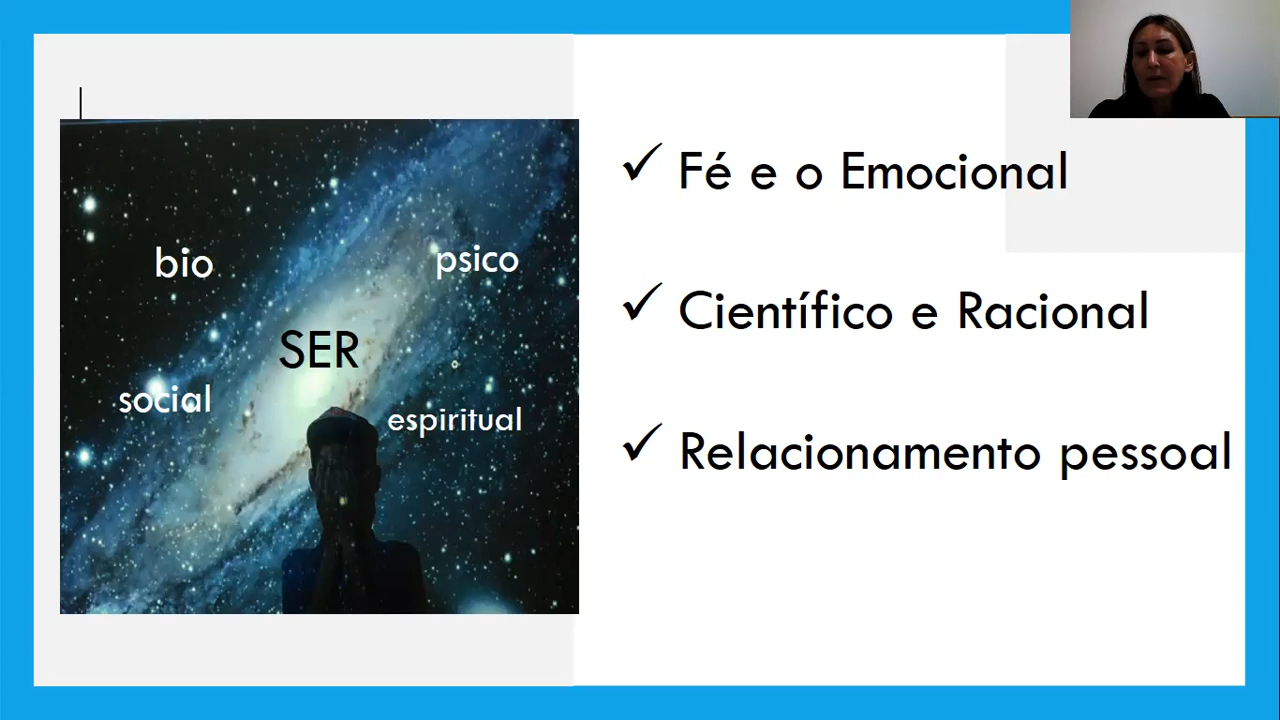 bio
psico
SER
social
espiritual
✓ Fé e o Emocional
✓ Científico e Racional
✓ Relacionamento pessoal